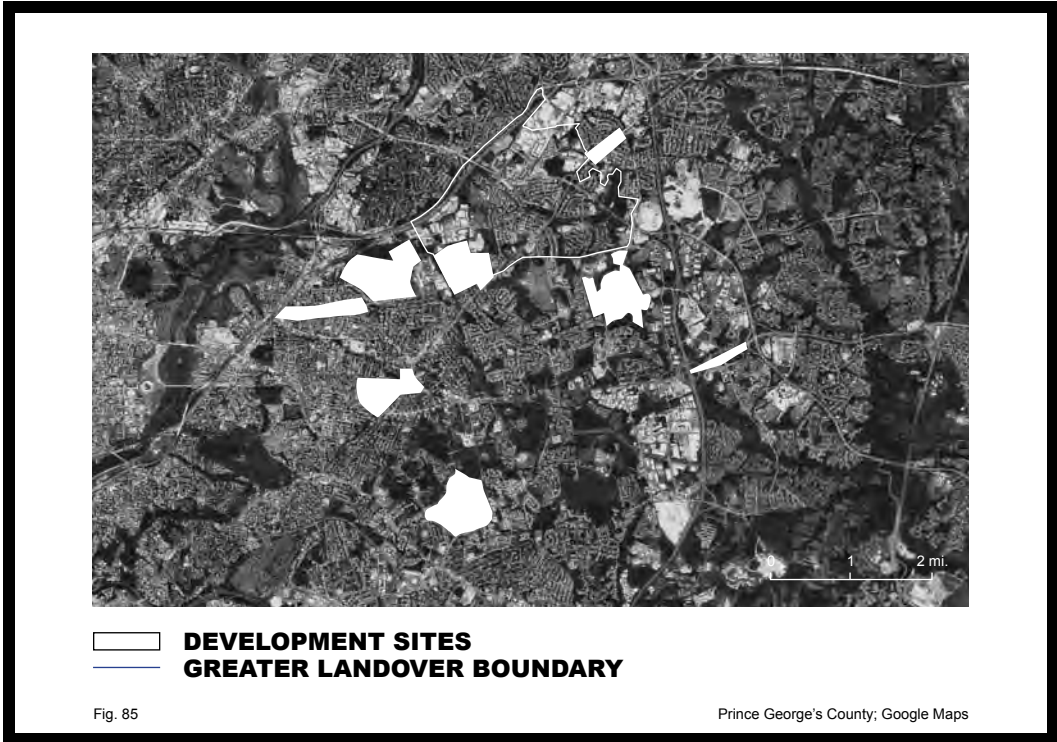 0 1 2 mi.
DEVELOPMENT SITES
GREATER LANDOVER BOUNDARY
Fig. 85 Prince George's County; Google Maps